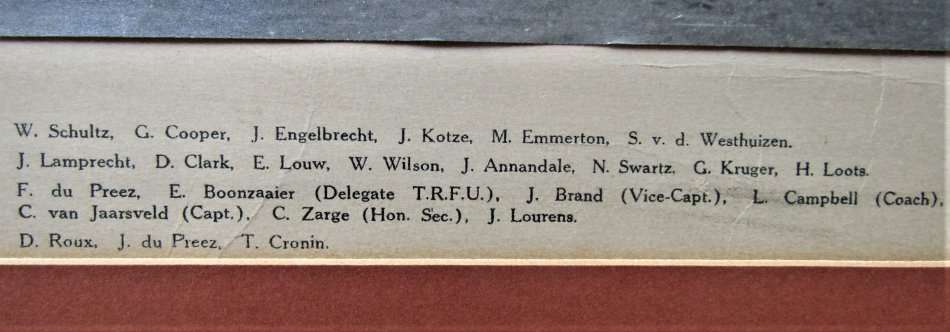 W. Schultz, G. Cooper, J. Engelbrecht, J. Kotze, M. Emmerton, S. v. d. Westhuizen.
J. Lamprecht, D. Clark, E. Louw, W. Wilson, J. Annandale, N. Swartz, G. Kruger, H. Loots.
F. du Preez, E. Boonzaaier (Delegate T.R.F.U.), J. Brand (Vice-Capt.), L. Campbell (Coach),
C. van Jaarsveld (Capt.), C. Zarge (Hon. Sec.), J. Lourens.
D. Roux, J. du Preez, T. Cronin.